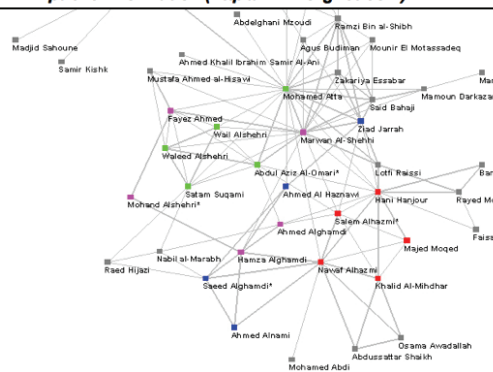 Abdelghani Mzoudi
Ramzi Bin al-Shibh
Madjid Sahoune
Agus Budiman
Mounir El Motassadeq
Samir Kishk
Ahmed Khalil Ibrahim Samir Al-Ani
Mustafa Ahmed al-Hisawi
Zakariya Essabar
Mohamed Atta
Mamoun Darkazan
Said Bahaji
Fayez Ahmed
Ziad Jarrah
Wail Alshehri
Marwan Al-Shehhi
Waleed Alshehri
Abdul Aziz Al-Omari*
Lotfi Raissi
Satam Suqami
Ahmed Al Haznawi
Hani Hanjour
Rayed Mo
Mohand Alshehri*
Salem Alhazmi*
Ahmed Alghamdi
Faiss
Majed Moqed
Nabil al-Marabh
Hamza Alghamdi
Raed Hijazi
Nawaf Alhazmi
Saeed Alghamdi*
Khalid Al-Mihdhar
Ahmed Alnami
Osama Awadallah
Abdussattar Shaikh
Mohamed Abdi